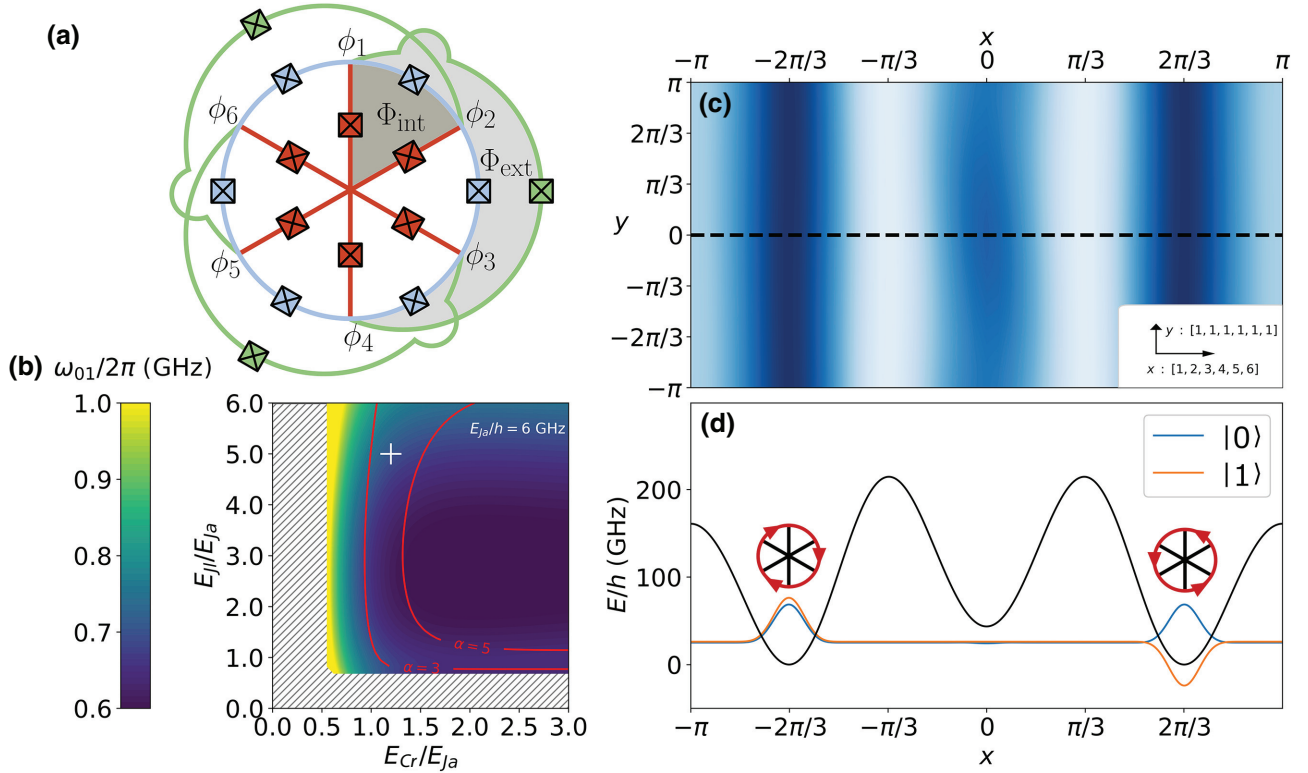 (a)
ϕ1
ϕ2
ϕ3
ϕ4
ϕ5
ϕ6
Φint
Φext
(b) ω01/2π (GHz)
1.0
0.9
0.8
0.7
0.6
6.0
5.0
4.0
3.0
2.0
1.0
0.0
EJl/EJa
EJa/h = 6 GHz
α = 5
α = 3
0.0 0.5 1.0 1.5 2.0 2.5 3.0
ECr/EJa
x
−π −2π/3 −π/3 0 π/3 2π/3 π
(c)
π
2π/3
π/3
y 0
−π/3
−2π/3
−π
y : [1,1,1,1,1,1]
x : [1,2,3,4,5,6]
(d)
|0⟩
|1⟩
E/h (GHz)
200
100
0
−π −2π/3 −π/3 0 π/3 2π/3
x